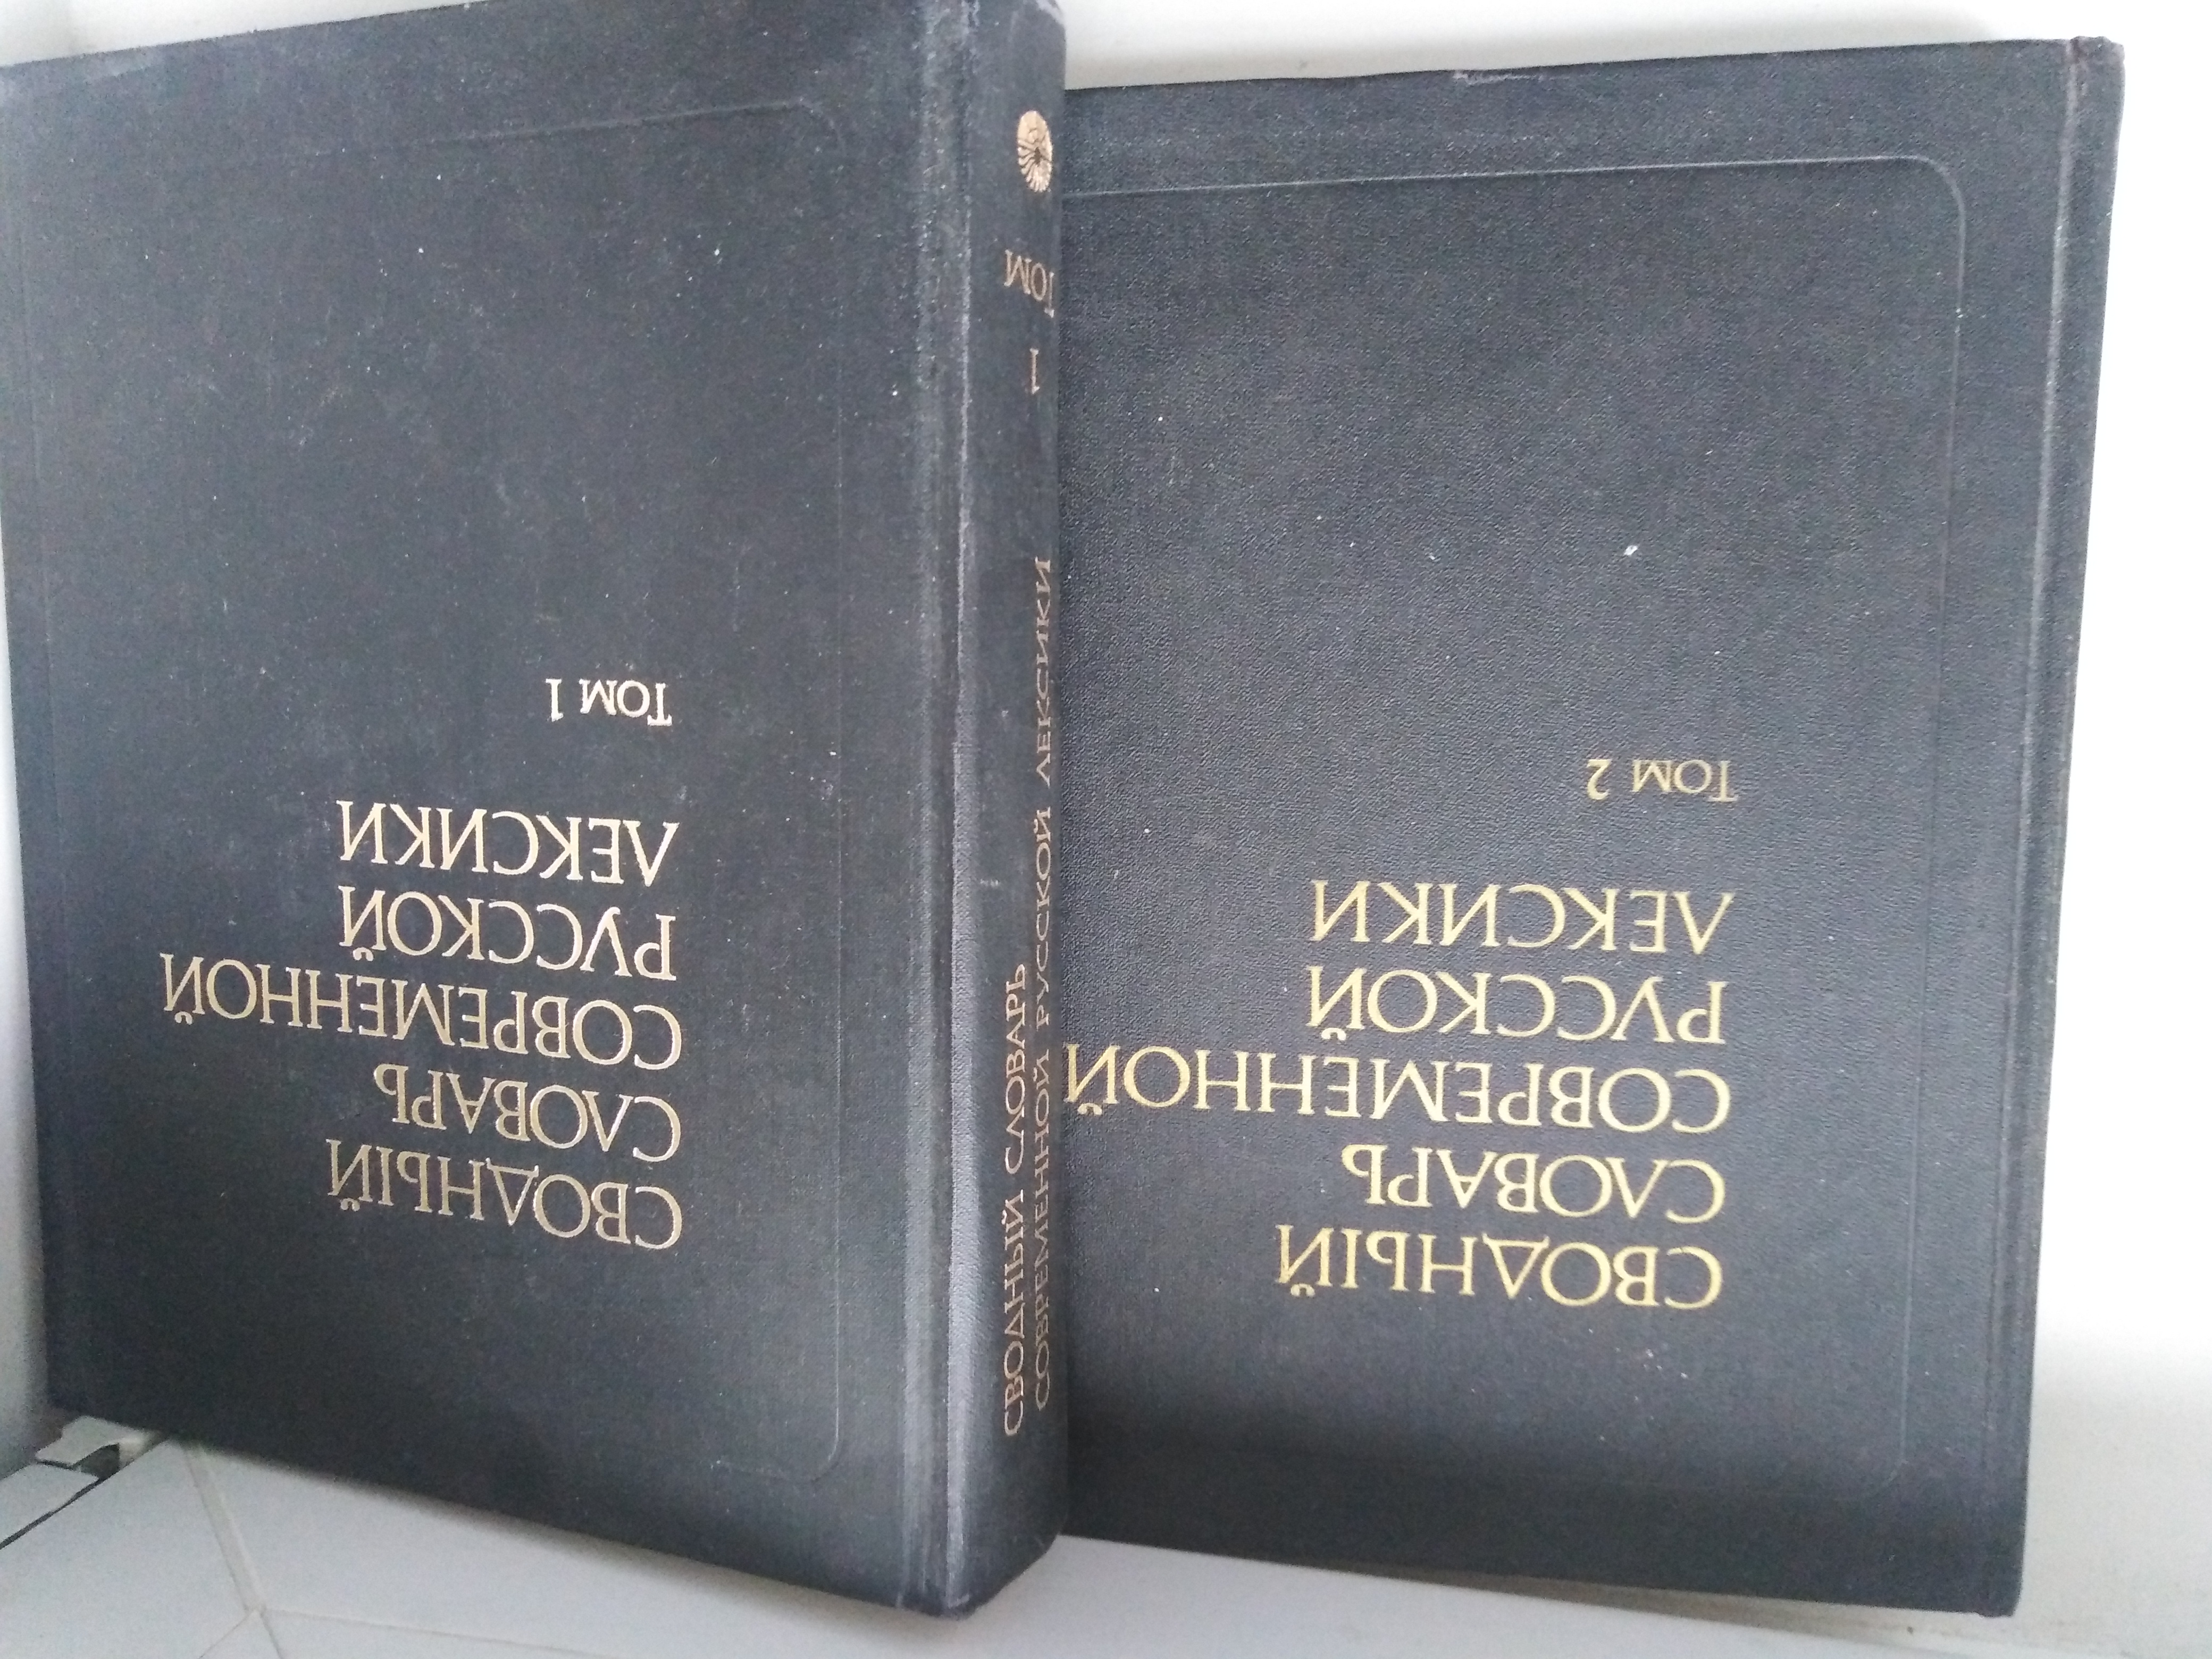 СВОДНЫЙ
СЛОВАРЬ
СОВРЕМЕННОЙ
РУССКОЙ
ЛЕКСИКИ
ТОМ 1
СВОДНЫЙ СЛОВАРЬ
СОВРЕМЕННОЙ РУССКОЙ ЛЕКСИКИ
ТОМ
1
СВОДНЫЙ
СЛОВАРЬ
СОВРЕМЕННОЙ
РУССКОЙ
ЛЕКСИКИ
ТОМ 2